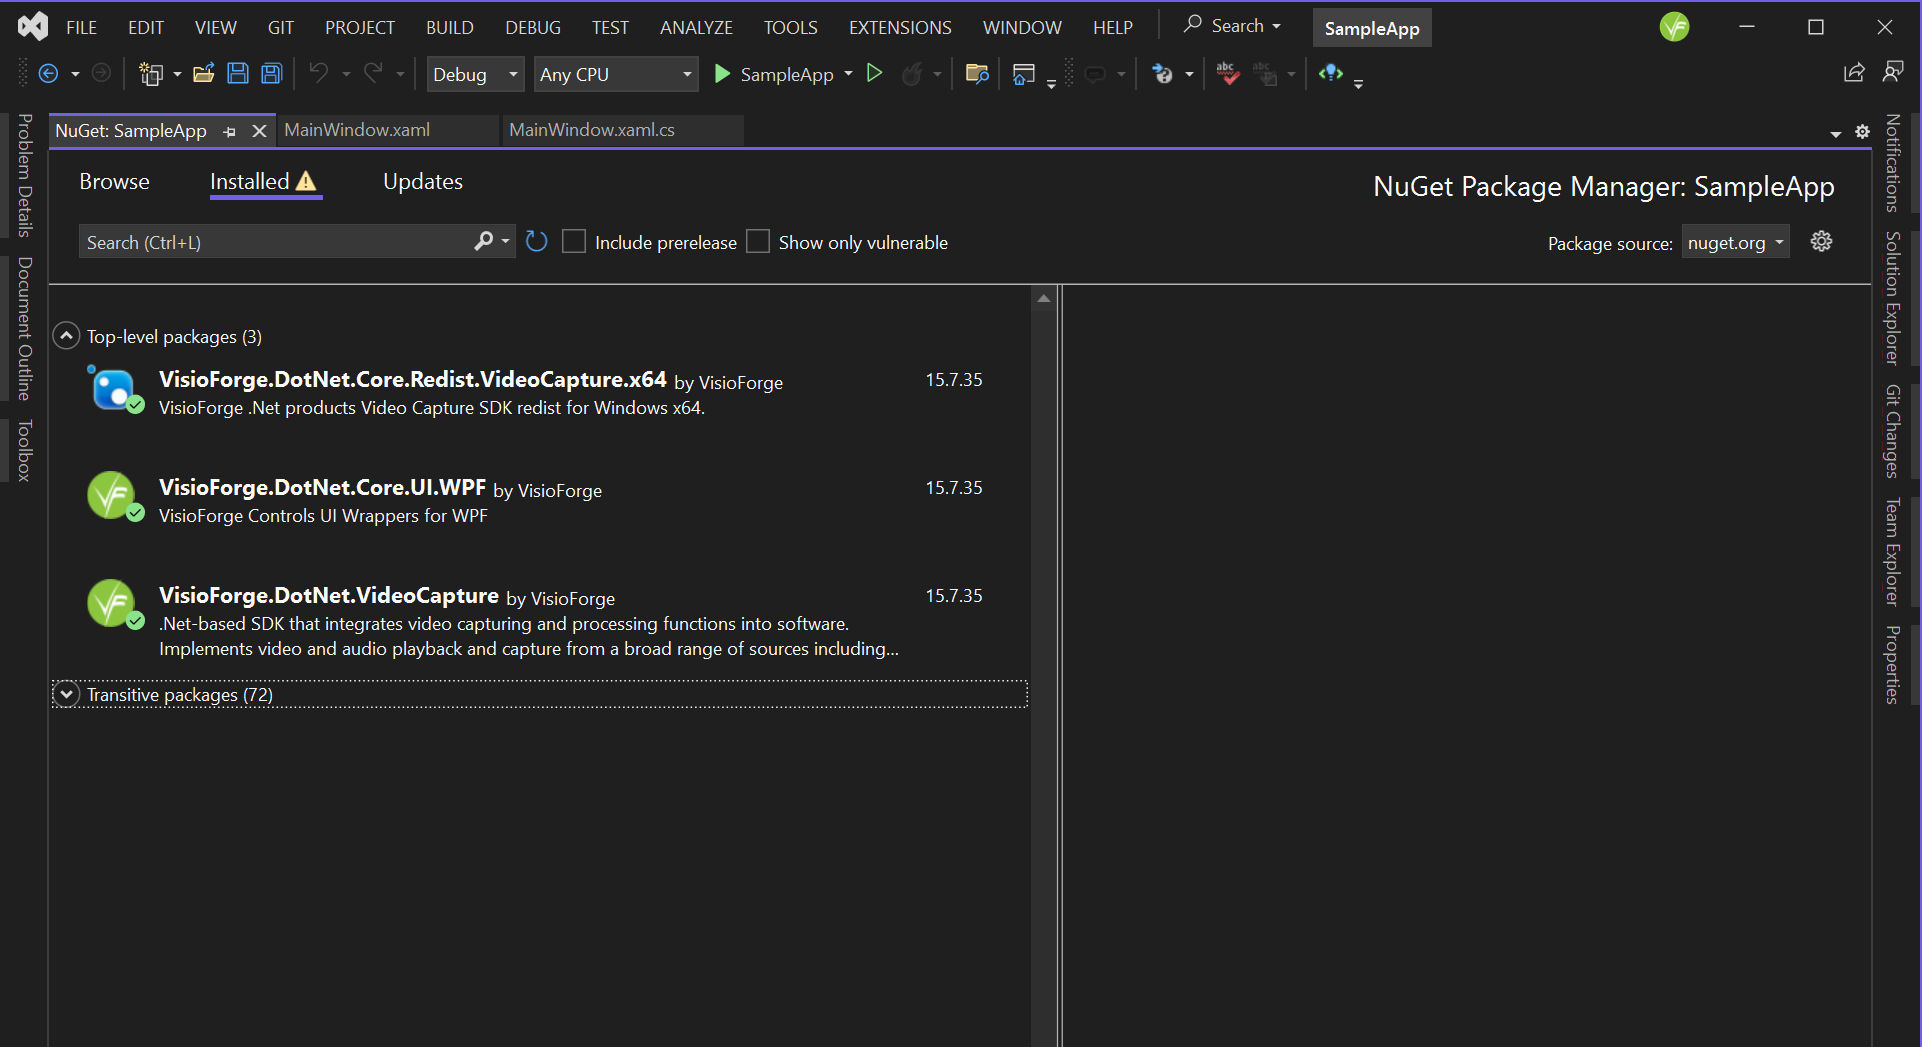 FILE EDIT VIEW GIT PROJECT BUILD DEBUG TEST ANALYZE TOOLS EXTENSIONS WINDOW HELP Search SampleApp VF
Debug Any CPU SampleApp abc abc
NuGet: SampleApp MainWindow.xaml MainWindow.xaml.cs
Problem Details
Document Outline
Toolbox
Browse Installed Updates
NuGet Package Manager: SampleApp
Search (Ctrl+L) Include prerelease Show only vulnerable Package source: nuget.org
Top-level packages (3)
VisioForge.DotNet.Core.Redist.VideoCapture.x64 by VisioForge 15.7.35
VisioForge .Net products Video Capture SDK redist for Windows x64.
VF VisioForge.DotNet.Core.UI.WPF by VisioForge 15.7.35
VisioForge Controls UI Wrappers for WPF
VF VisioForge.DotNet.VideoCapture by VisioForge 15.7.35
.Net-based SDK that integrates video capturing and processing functions into software.
Implements video and audio playback and capture from a broad range of sources including...
Transitive packages (72)
Notifications
Solution Explorer
Git Changes
Team Explorer
Properties